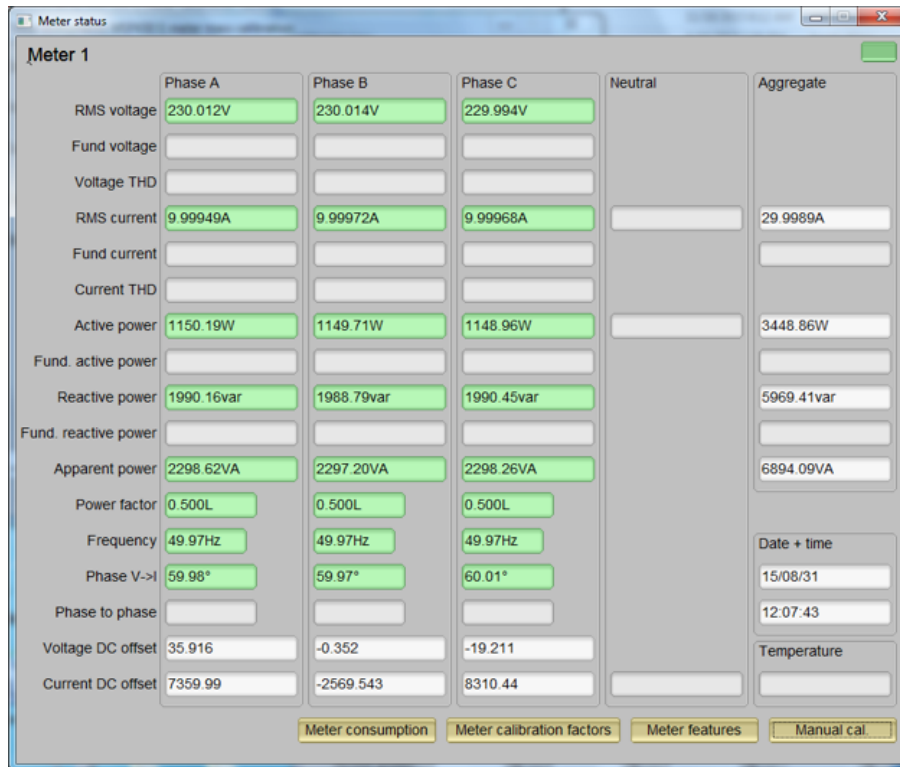 Meter status
Meter 1
Phase A Phase B Phase C Neutral Aggregate
RMS voltage 230.012V 230.014V 229.994V
Fund voltage
Voltage THD
RMS current 9.99949A 9.99972A 9.99968A 29.9989A
Fund current
Current THD
Active power 1150.19W 1149.71W 1148.96W 3448.86W
Fund. active power
Reactive power 1990.16var 1988.79var 1990.45var 5969.41var
Fund. reactive power
Apparent power 2298.62VA 2297.20VA 2298.26VA 6894.09VA
Power factor 0.500L 0.500L 0.500L
Frequency 49.97Hz 49.97Hz 49.97Hz Date + time
Phase V->I 59.98° 59.97° 60.01° 15/08/31
Phase to phase 12:07:43
Voltage DC offset 35.916 -0.352 -19.211 Temperature
Current DC offset 7359.99 -2569.543 8310.44
Meter consumption Meter calibration factors Meter features Manual cal.